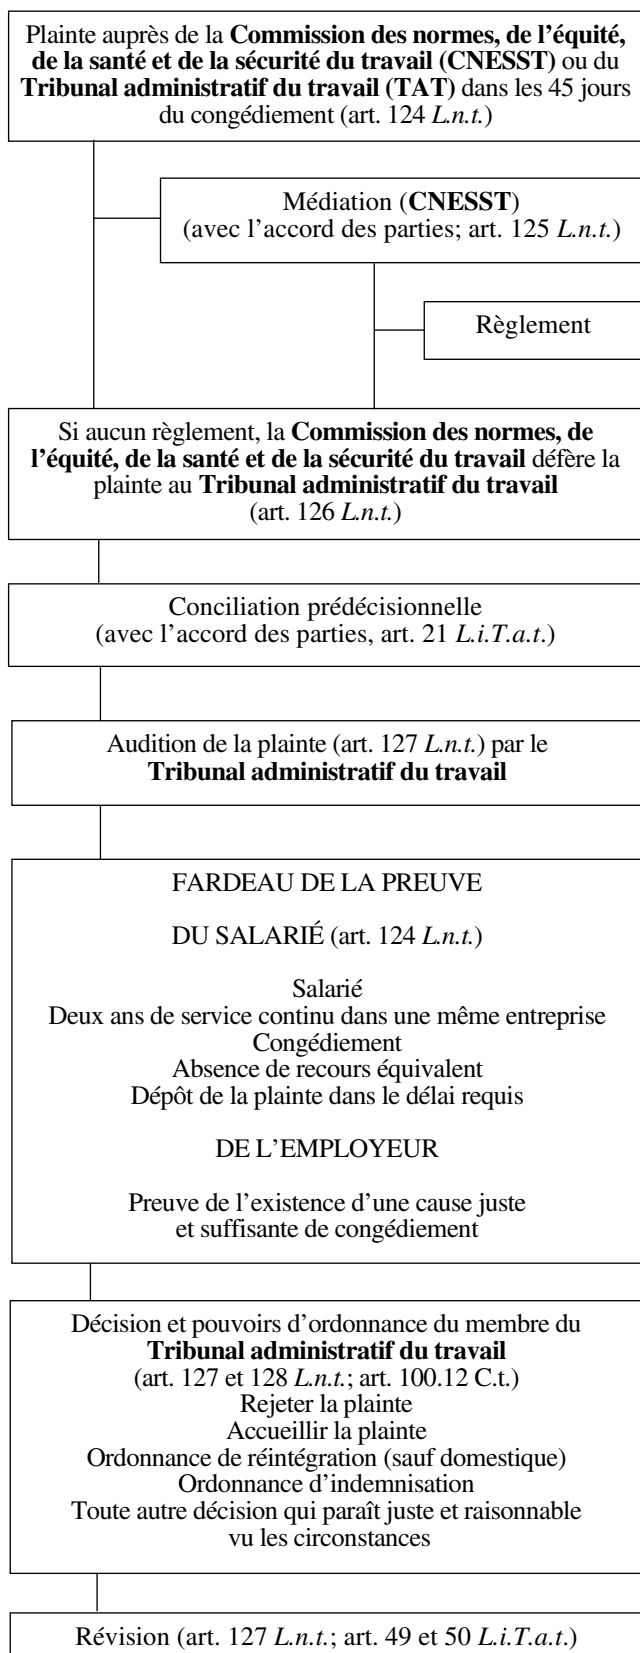 Plainte auprès de la Commission des normes, de l’équité,
de la santé et de la sécurité du travail (CNESST) ou du
Tribunal administratif du travail (TAT) dans les 45 jours
du congédiement (art. 124 L.n.t.)
Médiation (CNESST)
(avec l’accord des parties; art. 125 L.n.t.)
Règlement
Si aucun règlement, la Commission des normes, de
l’équité, de la santé et de la sécurité du travail défère la
plainte au Tribunal administratif du travail
(art. 126 L.n.t.)
Conciliation prédécisionnelle
(avec l’accord des parties, art. 21 L.i.T.a.t.)
Audition de la plainte (art. 127 L.n.t.) par le
Tribunal administratif du travail
FARDEAU DE LA PREUVE
DU SALARIÉ (art. 124 L.n.t.)
Salarié
Deux ans de service continu dans une même entreprise
Congédiement
Absence de recours équivalent
Dépôt de la plainte dans le délai requis
DE L’EMPLOYEUR
Preuve de l’existence d’une cause juste
et suffisante de congédiement
Décision et pouvoirs d’ordonnance du membre du
Tribunal administratif du travail
(art. 127 et 128 L.n.t.; art. 100.12 C.t.)
Rejeter la plainte
Accueillir la plainte
Ordonnance de réintégration (sauf domestique)
Ordonnance d’indemnisation
Toute autre décision qui paraît juste et raisonnable
vu les circonstances
Révision (art. 127 L.n.t.; art. 49 et 50 L.i.T.a.t.)